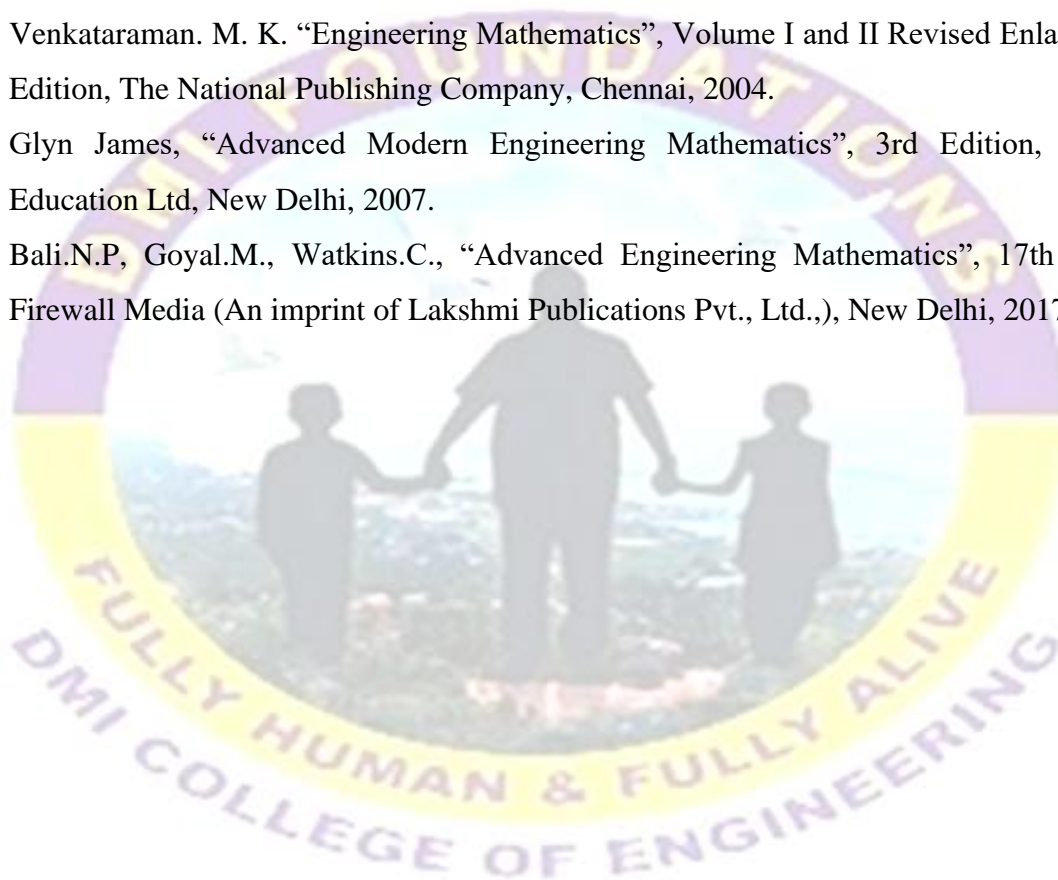 Venkataraman. M. K. “Engineering Mathematics”, Volume I and II Revised Enla
Edition, The National Publishing Company, Chennai, 2004.
Glyn James, “Advanced Modern Engineering Mathematics”, 3rd Edition,
Education Ltd, New Delhi, 2007.
Bali.N.P, Goyal.M., Watkins.C., “Advanced Engineering Mathematics”, 17th
Firewall Media (An imprint of Lakshmi Publications Pvt., Ltd.,), New Delhi, 2017
DMI FOUNDATIONS
FULLY HUMAN & FULLY ALIVE
DMI COLLEGE OF ENGINEERING